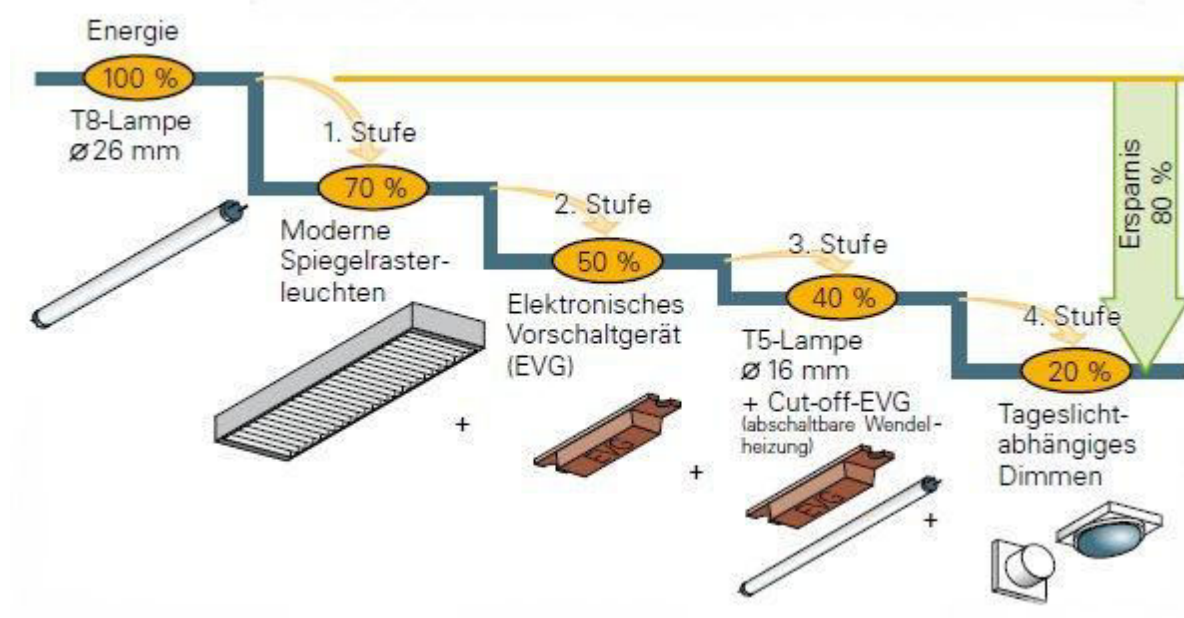 Energie
100 %
T8-Lampe
ø 26 mm
1. Stufe
70 %
Moderne
Spiegelraster-
leuchten
2. Stufe
50 %
Elektronisches
Vorschaltgerät
(EVG)
EVG
3. Stufe
40 %
T5-Lampe
ø 16 mm
+ Cut-off-EVG
(abschaltbare Wendel-
heizung)
EVG
4. Stufe
20 %
Tageslicht-
abhängiges
Dimmen
Ersparnis
80 %
+
+
+